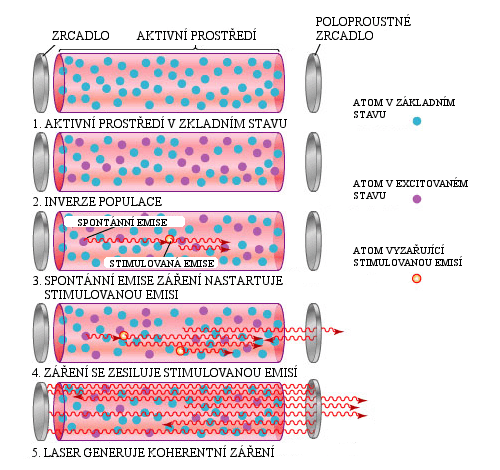 ZRCADLO
AKTIVNÍ PROSTŘEDÍ
POLOPROUSTNÉ
ZRCADLO
1. AKTIVNÍ PROSTŘEDÍ V ZKLADNÍM STAVU
ATOM V ZÁKLADNÍM
STAVU
2. INVERZE POPULACE
ATOM V EXCITOVANÉM
STAVU
SPONTÁNNÍ EMISE
STIMULOVANÁ EMISE
ATOM VYZAŘUJÍCÍ
STIMULOVANOU EMISÍ
3. SPONTÁNÍ EMISE ZÁŘENÍ NASTARTUJE
STIMULOVANOU EMISI
4. ZÁŘENÍ SE ZESILUJE STIMULOVANOU EMISÍ
5. LASER GENERUJE KOHERENTNÍ ZÁŘENÍ